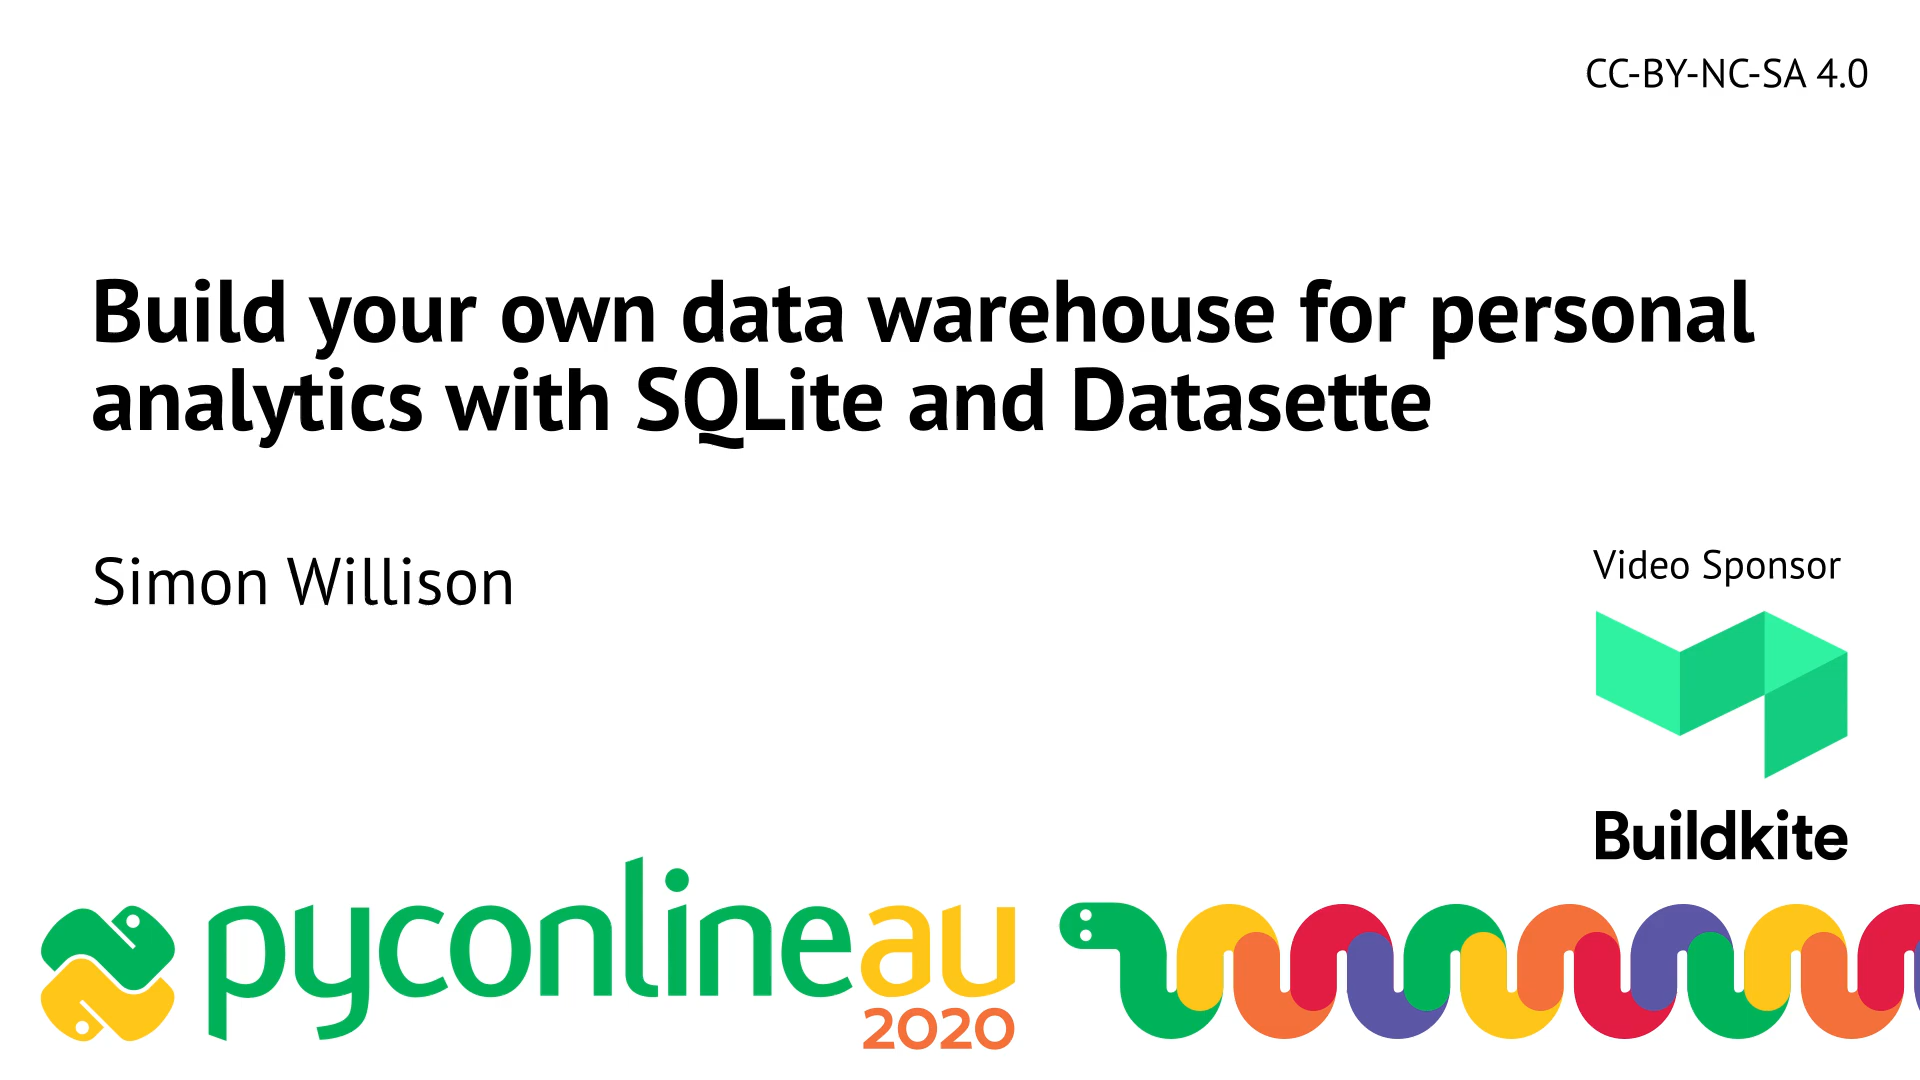 CC-BY-NC-SA 4.0
Build your own data warehouse for personal
analytics with SQLite and Datasette
Simon Willison
Video Sponsor
Buildkite
pyconlineau
2020